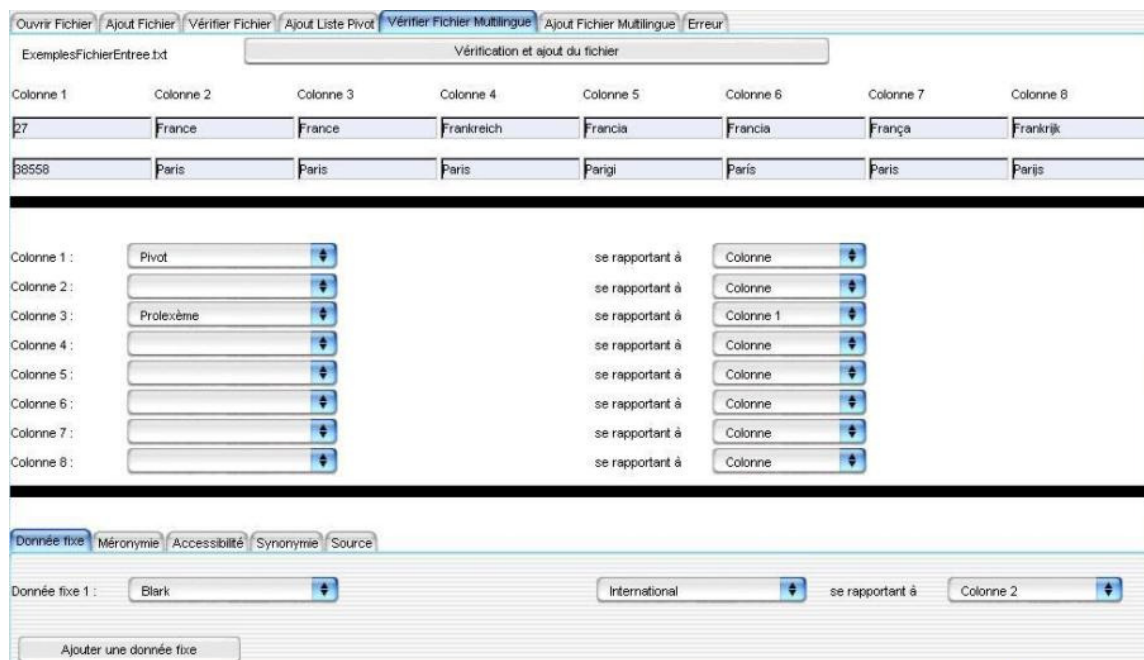 Ouvrir Fichier Ajout Fichier Vérifier Fichier Ajout Liste Pivot Vérifier Fichier Multilingue Ajout Fichier Multilingue Erreur
ExemplesFichierEntree.txt Vérification et ajout du fichier
Colonne 1 Colonne 2 Colonne 3 Colonne 4 Colonne 5 Colonne 6 Colonne 7 Colonne 8
27 France France Frankreich Francia Francia França Frankrijk
38558 Paris Paris Paris Parigi París Paris Parijs
Colonne 1 : Pivot se rapportant à Colonne
Colonne 2 : se rapportant à Colonne
Colonne 3 : Prolexème se rapportant à Colonne 1
Colonne 4 : se rapportant à Colonne
Colonne 5 : se rapportant à Colonne
Colonne 6 : se rapportant à Colonne
Colonne 7 : se rapportant à Colonne
Colonne 8 : se rapportant à Colonne
Donnée fixe Méronymie Accessibilité Synonymie Source
Donnée fixe 1 : Blark International se rapportant à Colonne 2
Ajouter une donnée fixe